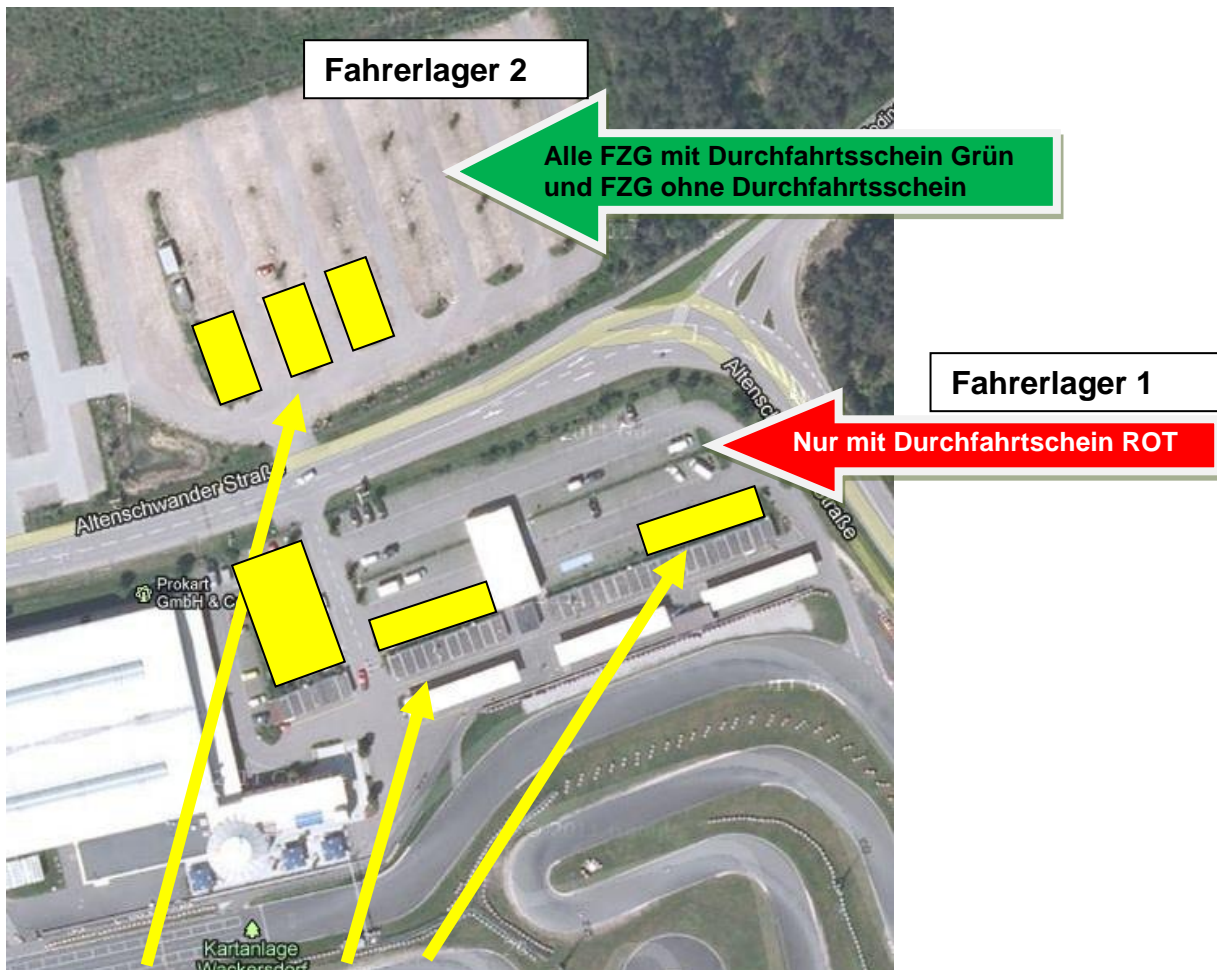 Fahrerlager 2
Alle FZG mit Durchfahrtsschein Grün
und FZG ohne Durchfahrtsschein
Fahrerlager 1
Nur mit Durchfahrtschein ROT
Altenschwander Straße
Prokart
GmbH & C
Kartanlage
Wackersdorf